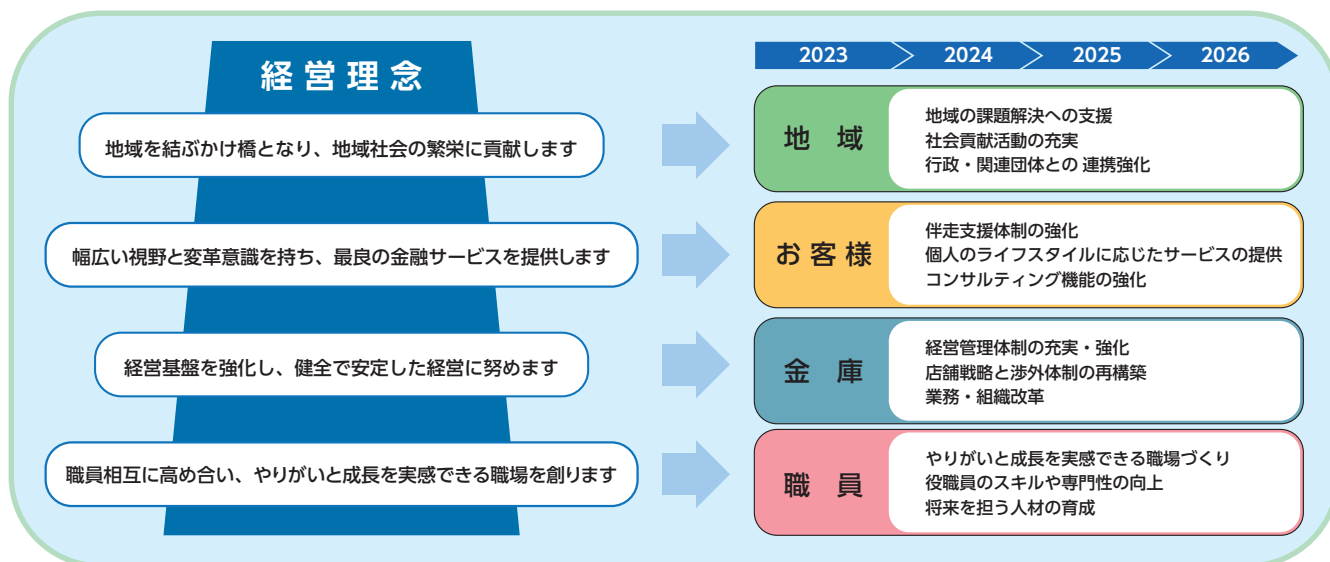 経営理念
地域を結ぶかけ橋となり、地域社会の繁栄に貢献します
幅広い視野と変革意識を持ち、最良の金融サービスを提供します
経営基盤を強化し、健全で安定した経営に努めます
職員相互に高め合い、やりがいと成長を実感できる職場を創ります
2023 2024 2025 2026
地域
地域の課題解決への支援
社会貢献活動の充実
行政・関連団体との 連携強化
お客様
伴走支援体制の強化
個人のライフスタイルに応じたサービスの提供
コンサルティング機能の強化
金庫
経営管理体制の充実・強化
店舗戦略と渉外体制の再構築
業務・組織改革
職員
やりがいと成長を実感できる職場づくり
役職員のスキルや専門性の向上
将来を担う人材の育成